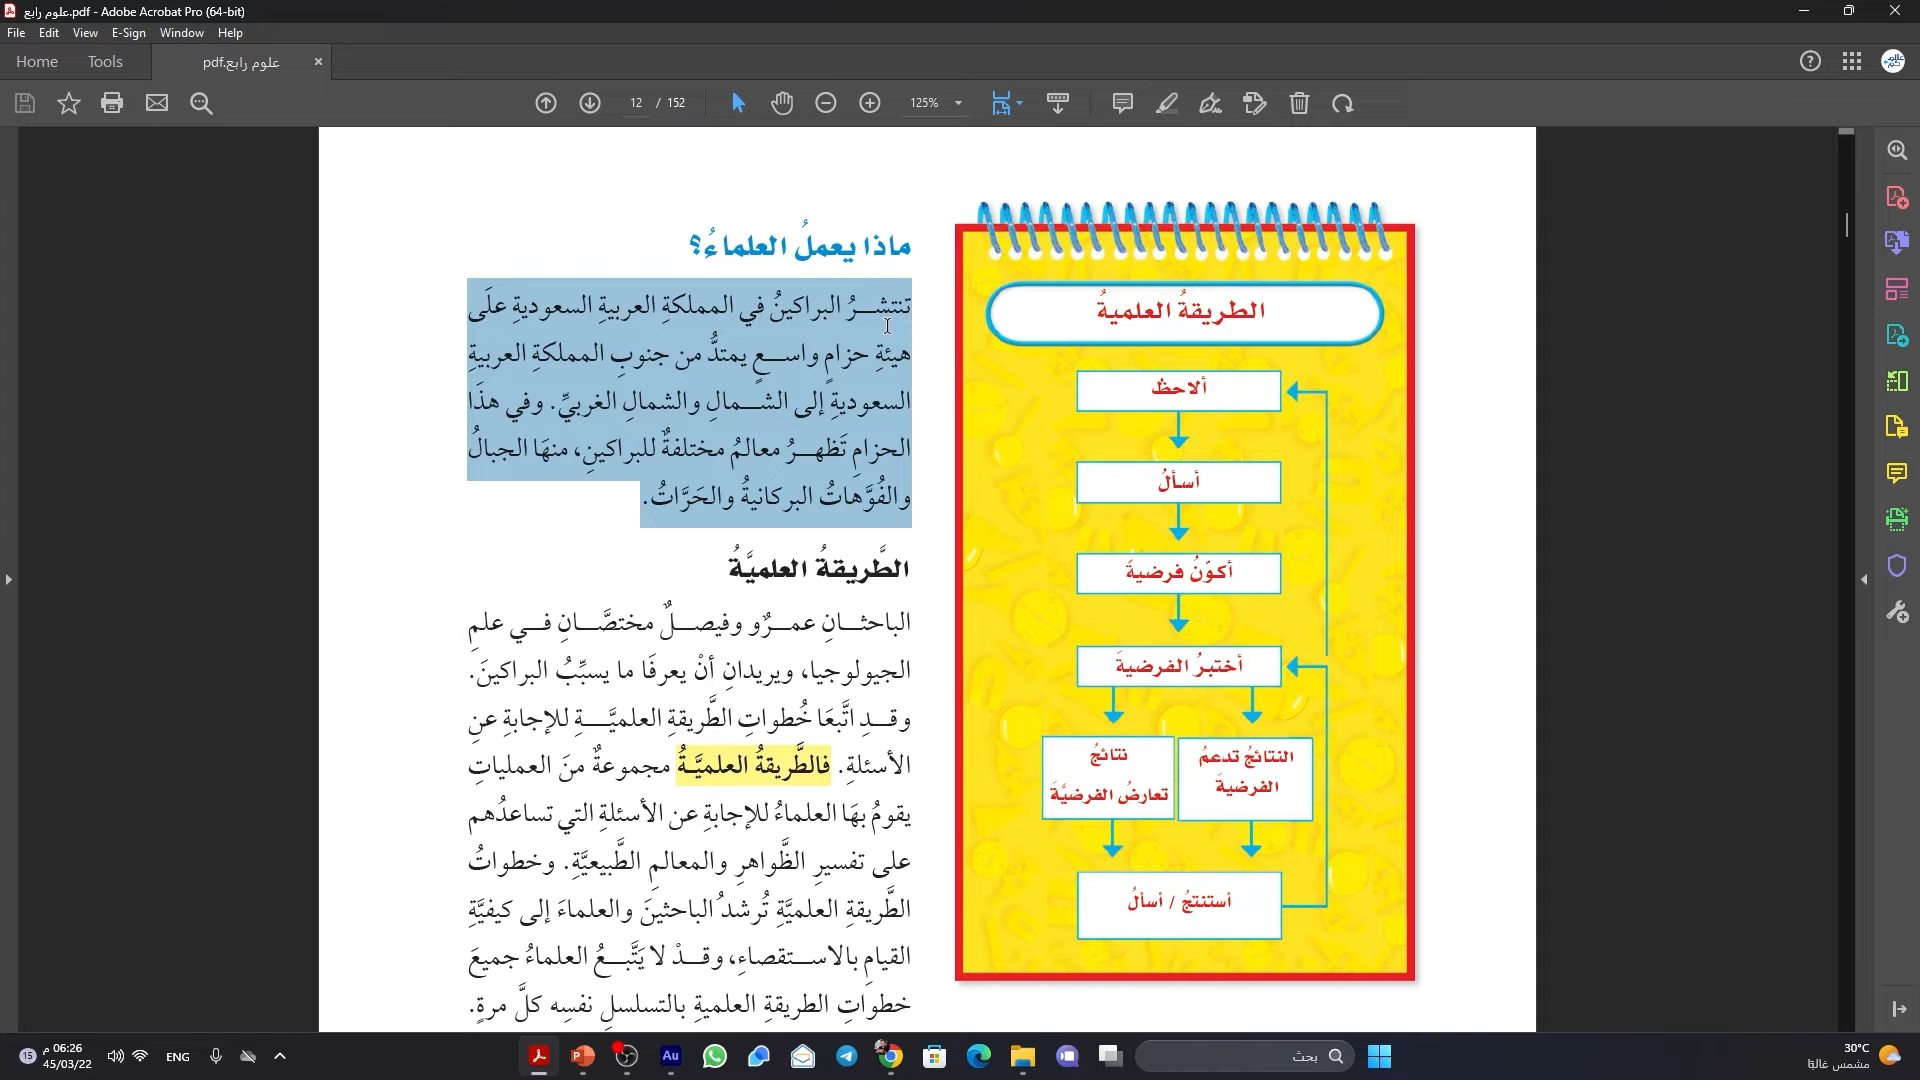 علوم رابع.pdf - Adobe Acrobat Pro (64-bit)
File Edit View E-Sign Window Help
Home Tools علوم رابع.pdf
12 / 152 125%
ماذا يعملُ العلماءُ؟
تنتشرُ البراكينُ في المملكةِ العربيةِ السعوديةِ علَى
هيئةِ حزامٍ واسعٍ يمتدُّ من جنوبِ المملكةِ العربيةِ
السعوديةِ إلى الشمالِ والشمالِ الغربيِّ. وفي هذَا
الحزامِ تَظهرُ معالمُ مختلفةٌ للبراكينِ، منهَا الجبالُ
والفُوَّهاتُ البركانيةُ والحَرَّاتُ.
الطَّريقةُ العلميَّةُ
الباحثانِ عمرٌو وفيصلٌ مختصَّانِ في علمِ
الجيولوجيا، ويريدانِ أنْ يعرفَا ما يسبِّبُ البراكينَ.
وقدِ اتَّبعَا خُطواتِ الطَّريقةِ العلميَّةِ للإجابةِ عنِ
الأسئلةِ. فالطَّريقةُ العلميَّةُ مجموعةٌ منَ العملياتِ
يقومُ بهَا العلماءُ للإجابةِ عن الأسئلةِ التي تساعدُهم
على تفسيرِ الظَّواهرِ والمعالمِ الطَّبيعيَّةِ. وخطواتُ
الطَّريقةِ العلميَّةِ تُرشدُ الباحثينَ والعلماءَ إلى كيفيَّةِ
القيامِ بالاستقصاءِ، وقدْ لا يَتَّبعُ العلماءُ جميعَ
خطواتِ الطريقةِ العلميةِ بالتسلسلِ نفسِه كلَّ مرةٍ.
الطريقةُ العلميةُ
ألاحظُ
أسألُ
أكوّنُ فرضيةً
أختبرُ الفرضيةَ
النتائجُ تدعمُ
الفرضيةَ
نتائجُ
تعارضُ الفرضيَّةَ
أستنتجُ / أسألُ
06:26 م
45/03/22
15
ENG
Au
بحث
30°C
مشمس غالبًا